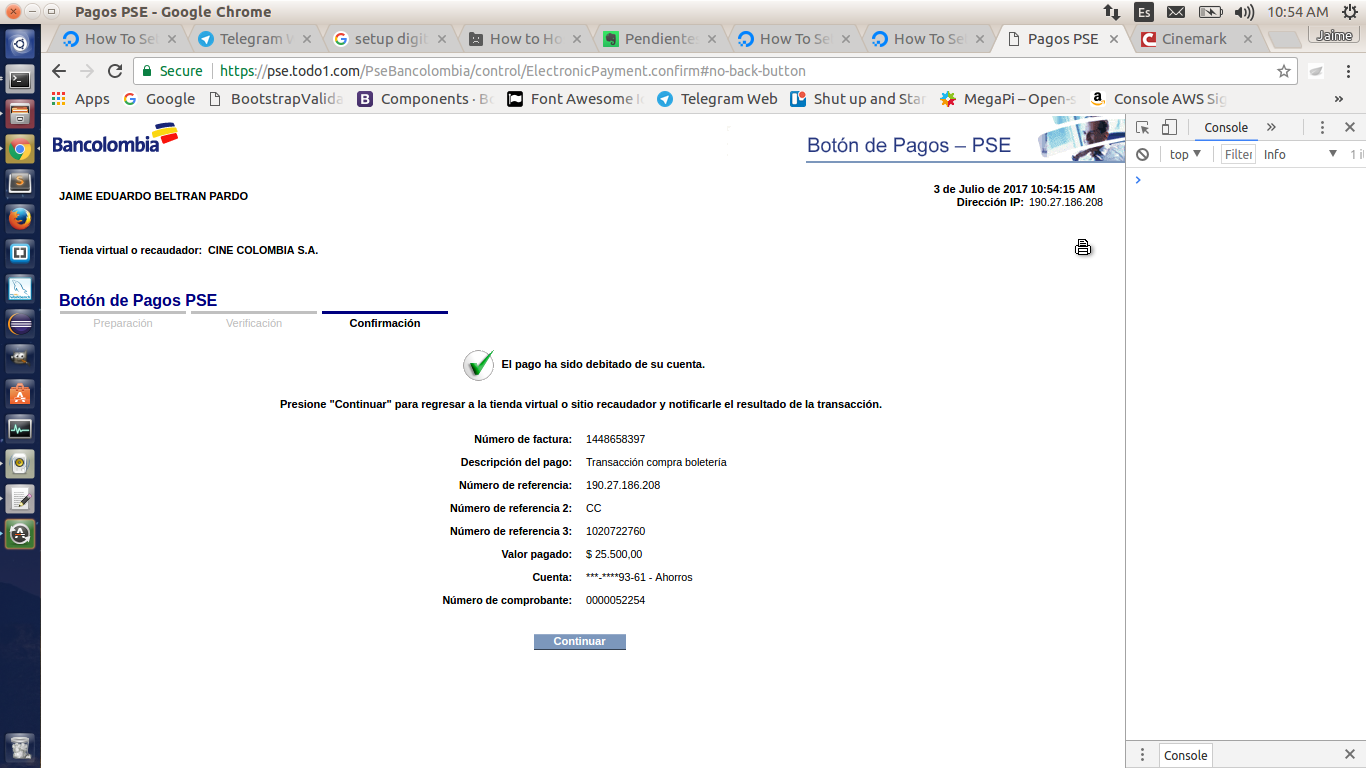 Pagos PSE - Google Chrome
Es
10:54 AM
How To Se
Telegram W
setup digit
How to Ho
Pendiente
How To Se
How To Se
Pagos PSE
Cinemark
Jaime
Secure
https://pse.todo1.com/PseBancolombia/control/ElectronicPayment.confirm#no-back-button
Apps
Google
BootstrapValida
Components · B
Font Awesome I
Telegram Web
Shut up and Star
MegaPi – Open-s
Console AWS Sig
»
Bancolombia
Botón de Pagos – PSE
Console
»
top
Filter
Info
1 i
JAIME EDUARDO BELTRAN PARDO
3 de Julio de 2017 10:54:15 AM
Dirección IP: 190.27.186.208
Tienda virtual o recaudador: CINE COLOMBIA S.A.
Botón de Pagos PSE
Preparación
Verificación
Confirmación
El pago ha sido debitado de su cuenta.
Presione "Continuar" para regresar a la tienda virtual o sitio recaudador y notificarle el resultado de la transacción.
Número de factura: 1448658397
Descripción del pago: Transacción compra boletería
Número de referencia: 190.27.186.208
Número de referencia 2: CC
Número de referencia 3: 1020722760
Valor pagado: $ 25.500,00
Cuenta: ***-****93-61 - Ahorros
Número de comprobante: 0000052254
Continuar
Console